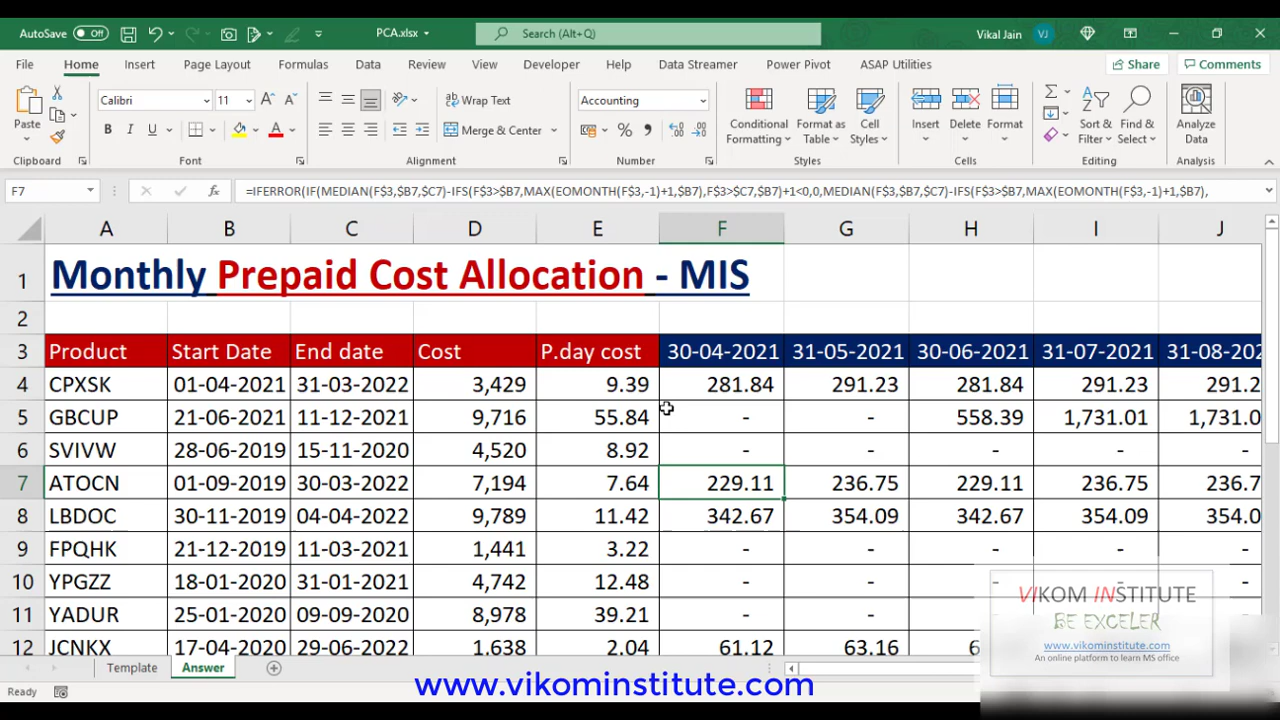 AutoSave Off PCA.xlsx Search (Alt+Q) Vikal Jain VJ
File Home Insert Page Layout Formulas Data Review View Developer Help Data Streamer Power Pivot ASAP Utilities Share Comments
Paste Calibri 11 Wrap Text Accounting Conditional Formatting Format as Table Cell Styles Insert Delete Format Sort & Filter Find & Select Analyze Data
B I U Merge & Center
Clipboard Font Alignment Number Styles Cells Editing Analysis
F7 fx =IFERROR(IF(MEDIAN(F$3,$B7,$C7)-IFS(F$3>$B7,MAX(EOMONTH(F$3,-1)+1,$B7),F$3>$C7,$B7)+1<0,0,MEDIAN(F$3,$B7,$C7)-IFS(F$3>$B7,MAX(EOMONTH(F$3,-1)+1,$B7),
A B C D E F G H I J
1 Monthly Prepaid Cost Allocation - MIS
2
3 Product Start Date End date Cost P.day cost 30-04-2021 31-05-2021 30-06-2021 31-07-2021 31-08-202
4 CPXSK 01-04-2021 31-03-2022 3,429 9.39 281.84 291.23 281.84 291.23 291.2
5 GBCUP 21-06-2021 11-12-2021 9,716 55.84 - - 558.39 1,731.01 1,731.0
6 SVIVW 28-06-2019 15-11-2020 4,520 8.92 - - - - -
7 ATOCN 01-09-2019 30-03-2022 7,194 7.64 229.11 236.75 229.11 236.75 236.7
8 LBDOC 30-11-2019 04-04-2022 9,789 11.42 342.67 354.09 342.67 354.09 354.0
9 FPQHK 21-12-2019 11-03-2021 1,441 3.22 - - - - -
10 YPGZZ 18-01-2020 31-01-2021 4,742 12.48 - - - - -
11 YADUR 25-01-2020 09-09-2020 8,978 39.21 - -
12 JCNKX 17-04-2020 29-06-2022 1,638 2.04 61.12 63.16
VIKOM INSTITUTE
BE EXCELER
www.vikominstitute.com
An online platform to learn MS office
Template Answer
Ready
www.vikominstitute.com